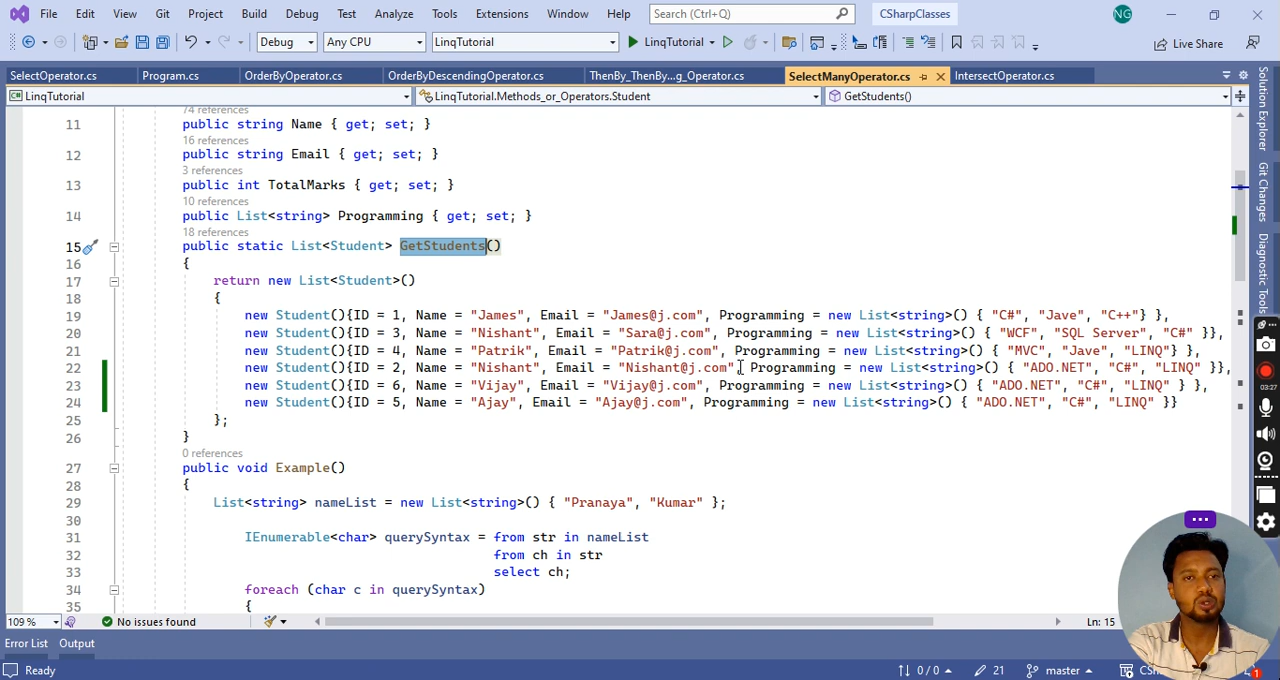 File Edit View Git Project Build Debug Test Analyze Tools Extensions Window Help Search (Ctrl+Q) CSharpClasses NG
Debug Any CPU LinqTutorial LinqTutorial Live Share
SelectOperator.cs Program.cs OrderByOperator.cs OrderByDescendingOperator.cs ThenBy_ThenBy...g_Operator.cs SelectManyOperator.cs IntersectOperator.cs
LinqTutorial LinqTutorial.Methods_or_Operators.Student GetStudents()
74 references
11 public string Name { get; set; }
16 references
12 public string Email { get; set; }
3 references
13 public int TotalMarks { get; set; }
10 references
14 public List<string> Programming { get; set; }
18 references
15 public static List<Student> GetStudents()
16 {
17 return new List<Student>()
18 {
19 new Student(){ID = 1, Name = "James", Email = "James@j.com", Programming = new List<string>() { "C#", "Jave", "C++"} },
20 new Student(){ID = 3, Name = "Nishant", Email = "Sara@j.com", Programming = new List<string>() { "WCF", "SQL Server", "C#" }},
21 new Student(){ID = 4, Name = "Patrik", Email = "Patrik@j.com", Programming = new List<string>() { "MVC", "Jave", "LINQ"} },
22 new Student(){ID = 2, Name = "Nishant", Email = "Nishant@j.com", Programming = new List<string>() { "ADO.NET", "C#", "LINQ" }},
23 new Student(){ID = 6, Name = "Vijay", Email = "Vijay@j.com", Programming = new List<string>() { "ADO.NET", "C#", "LINQ" } },
24 new Student(){ID = 5, Name = "Ajay", Email = "Ajay@j.com", Programming = new List<string>() { "ADO.NET", "C#", "LINQ" }}
25 };
26 }
0 references
27 public void Example()
28 {
29 List<string> nameList = new List<string>() { "Pranaya", "Kumar" };
30
31 IEnumerable<char> querySyntax = from str in nameList
32 from ch in str
33 select ch;
34 foreach (char c in querySyntax)
35 {
109 % No issues found Ln: 15
Error List Output
Ready 0 / 0 21 master 1
Solution Explorer
Git Changes
Diagnostic Tools
03:27